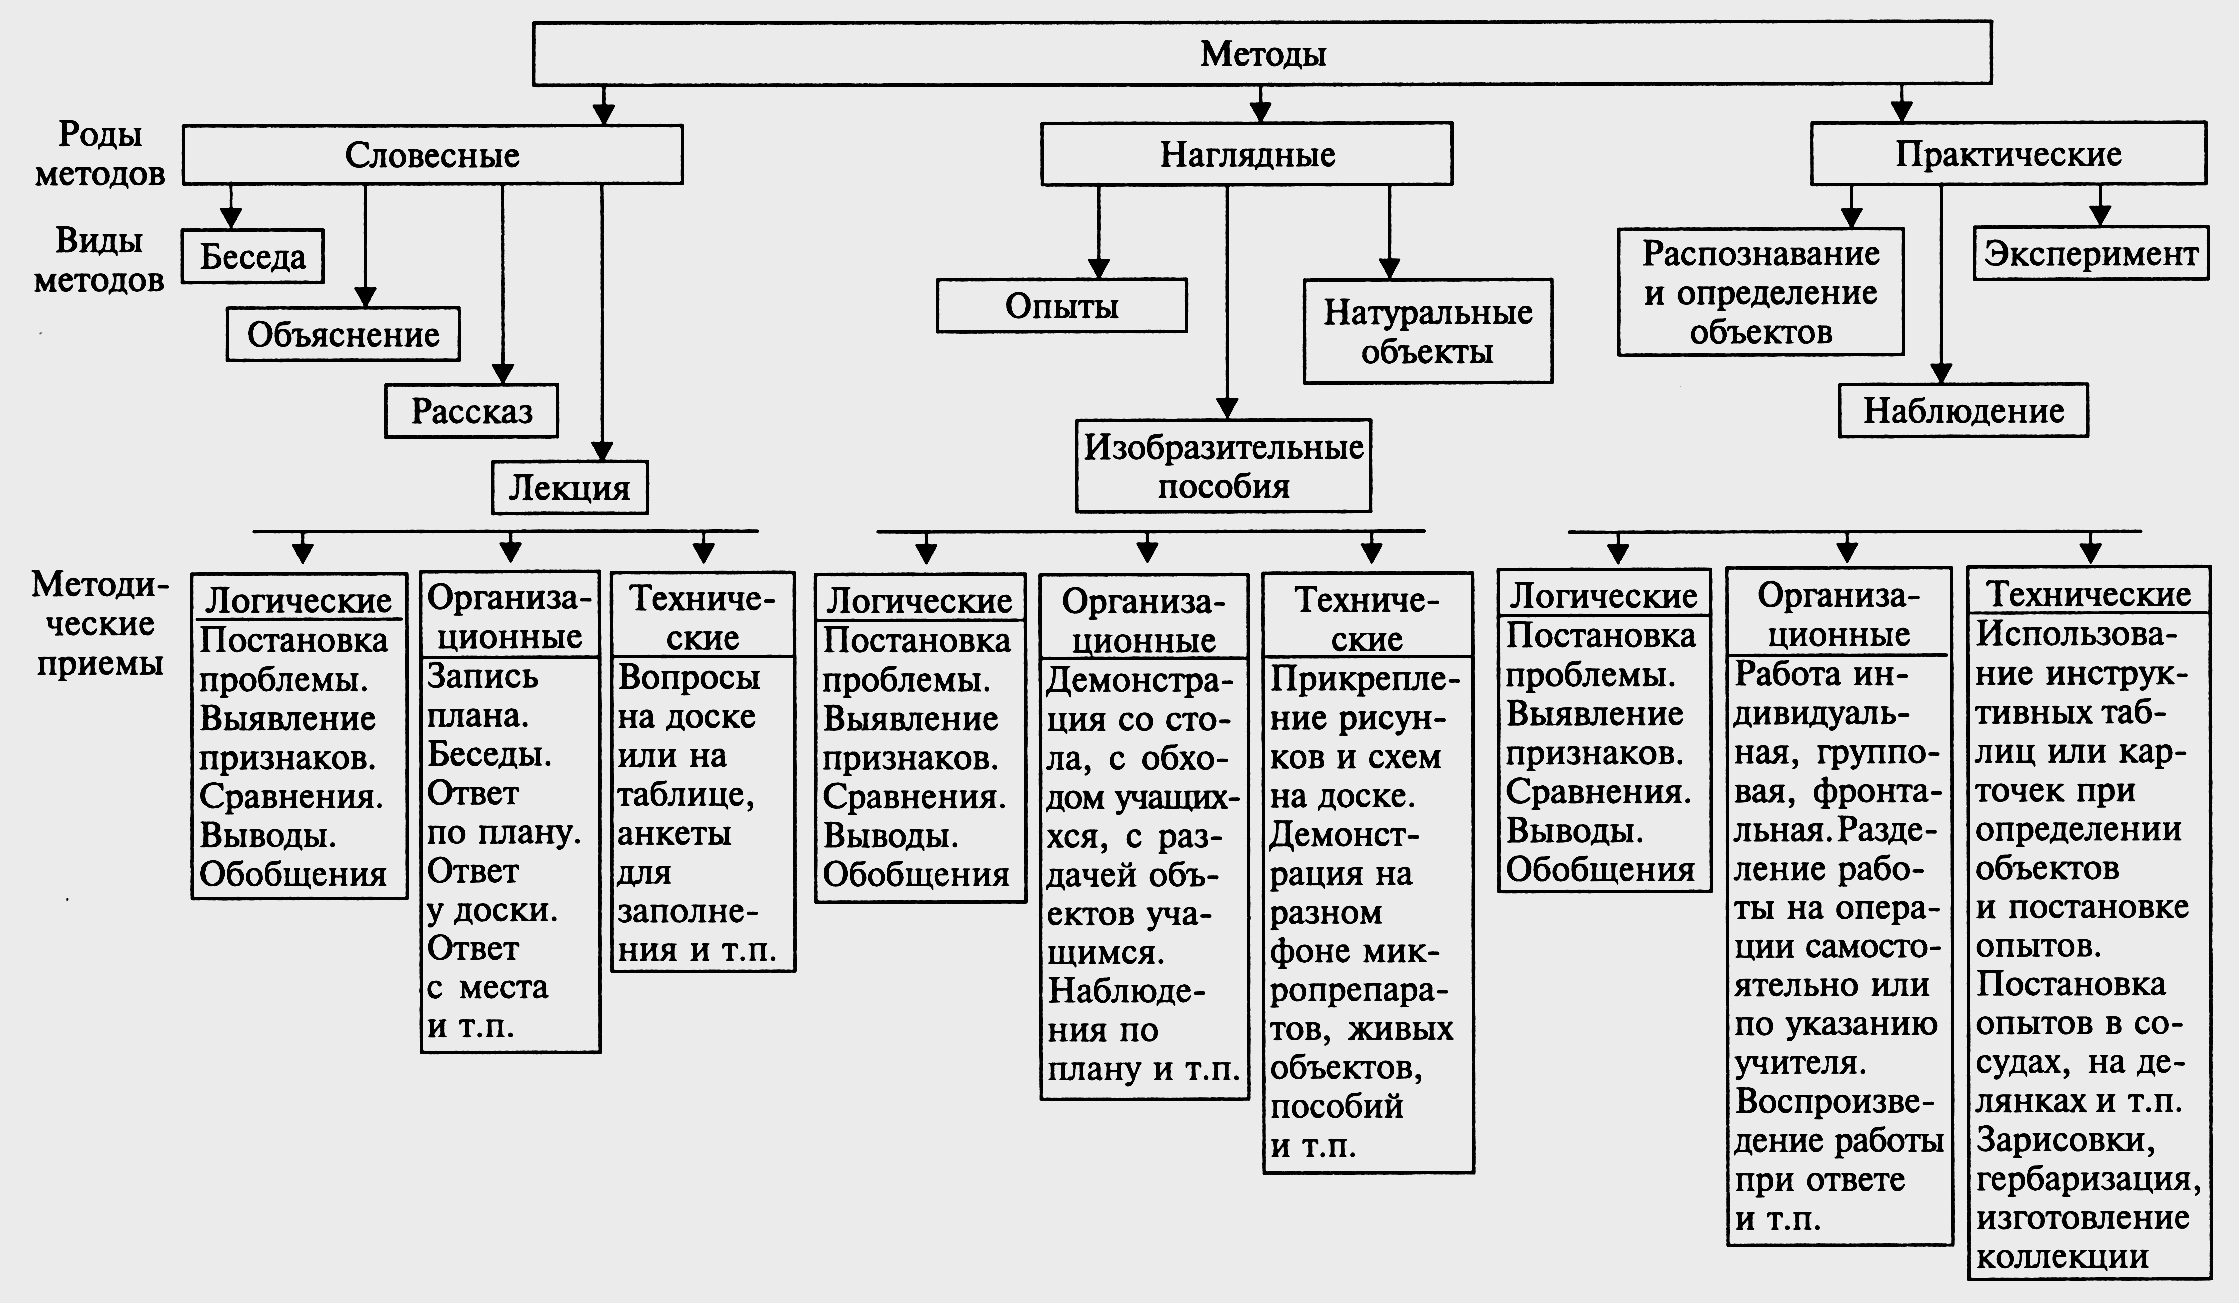 Методы
Роды
методов
Словесные
Наглядные
Практические
Виды
методов
Беседа
Объяснение
Рассказ
Лекция
Опыты
Изобразительные
пособия
Натуральные
объекты
Распознавание
и определение
объектов
Наблюдение
Эксперимент
Методи-
ческие
приемы
Логические
Постановка
проблемы.
Выявление
признаков.
Сравнения.
Выводы.
Обобщения
Организа-
ционные
Запись
плана.
Беседы.
Ответ
по плану.
Ответ
у доски.
Ответ
с места
и т.п.
Техниче-
ские
Вопросы
на доске
или на
таблице,
анкеты
для
заполне-
ния и т.п.
Логические
Постановка
проблемы.
Выявление
признаков.
Сравнения.
Выводы.
Обобщения
Организа-
ционные
Демонстра-
ция со сто-
ла, с обхо-
дом учащих-
хся, с раз-
дачей объ-
ектов уча-
щимся.
Наблюде-
ния по
плану и т.п.
Техниче-
ские
Прикрепле-
ние рисун-
ков и схем
на доске.
Демонст-
рация на
разном
фоне мик-
ропрепара-
тов, живых
объектов,
пособий
и т.п.
Логические
Постановка
проблемы.
Выявление
признаков.
Сравнения.
Выводы.
Обобщения
Организа-
ционные
Работа ин-
дивидуаль-
ная, группо-
вая, фронта-
льная. Разде-
ление рабо-
ты на опера-
ции самосто-
ятельно или
по указанию
учителя.
Воспроизве-
дение работы
при ответе
и т.п.
Технические
Использова-
ние инструк-
тивных таб-
лиц или кар-
точек при
определении
объектов
и постановке
опытов.
Постановка
опытов в со-
судах, на де-
лянках и т.п.
Зарисовки,
гербаризация,
изготовление
коллекции